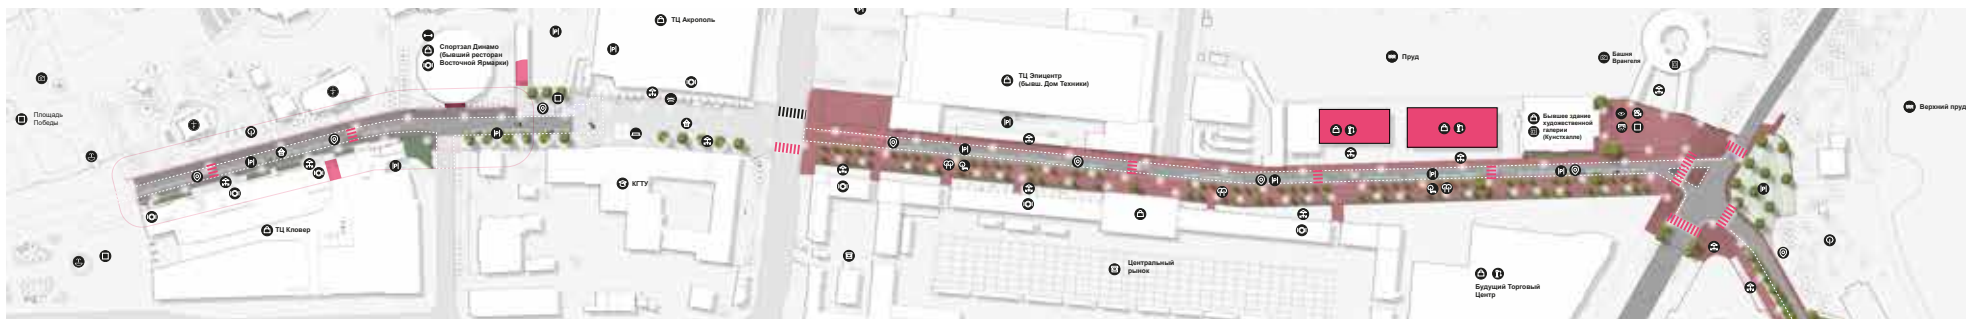 Площадь
Победы
Спортзал Динамо
(бывший ресторан
Восточной Ярмарки)
ТЦ Акрополь
ТЦ Кловер
КГТУ
ТЦ Эпицентр
(бывш. Дом Техники)
Центральный
рынок
Пруд
Бывшее здание
художественной
галереи
(Кунстхалле)
Башня
Врангеля
Верхний пруд
Будущий Торговый
Центр